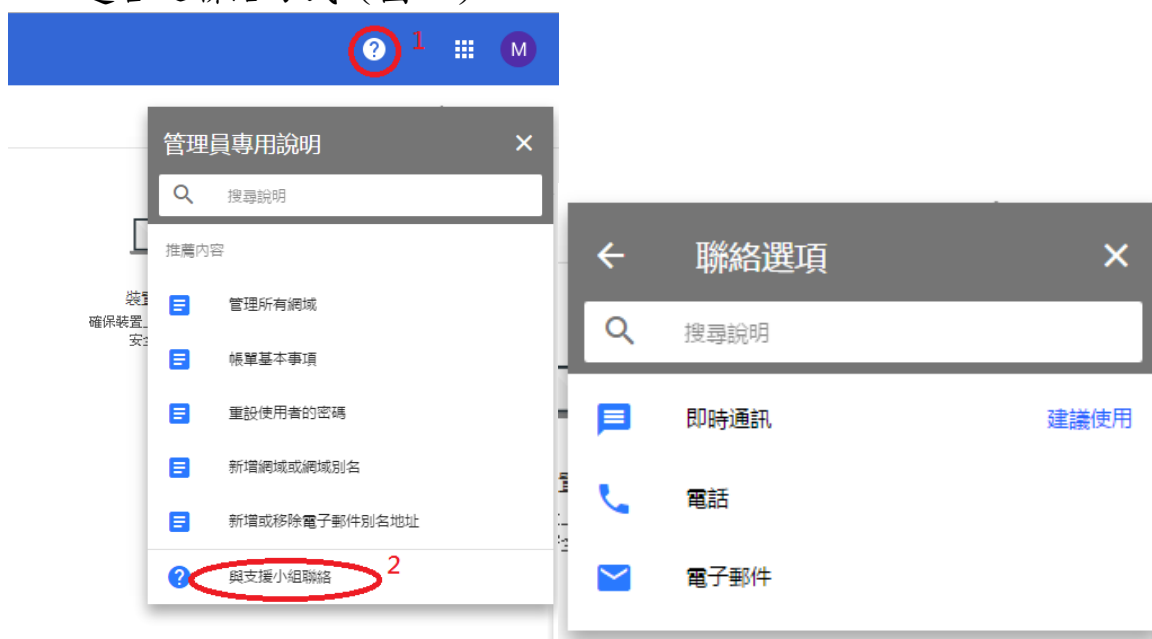 1
M
管理員專用說明
搜尋說明
推薦內容
管理所有網域
帳單基本事項
重設使用者的密碼
新增網域或網域別名
新增或移除電子郵件別名地址
與支援小組聯絡
2
確保裝置
聯絡選項
搜尋說明
即時通訊 建議使用
電話
電子郵件